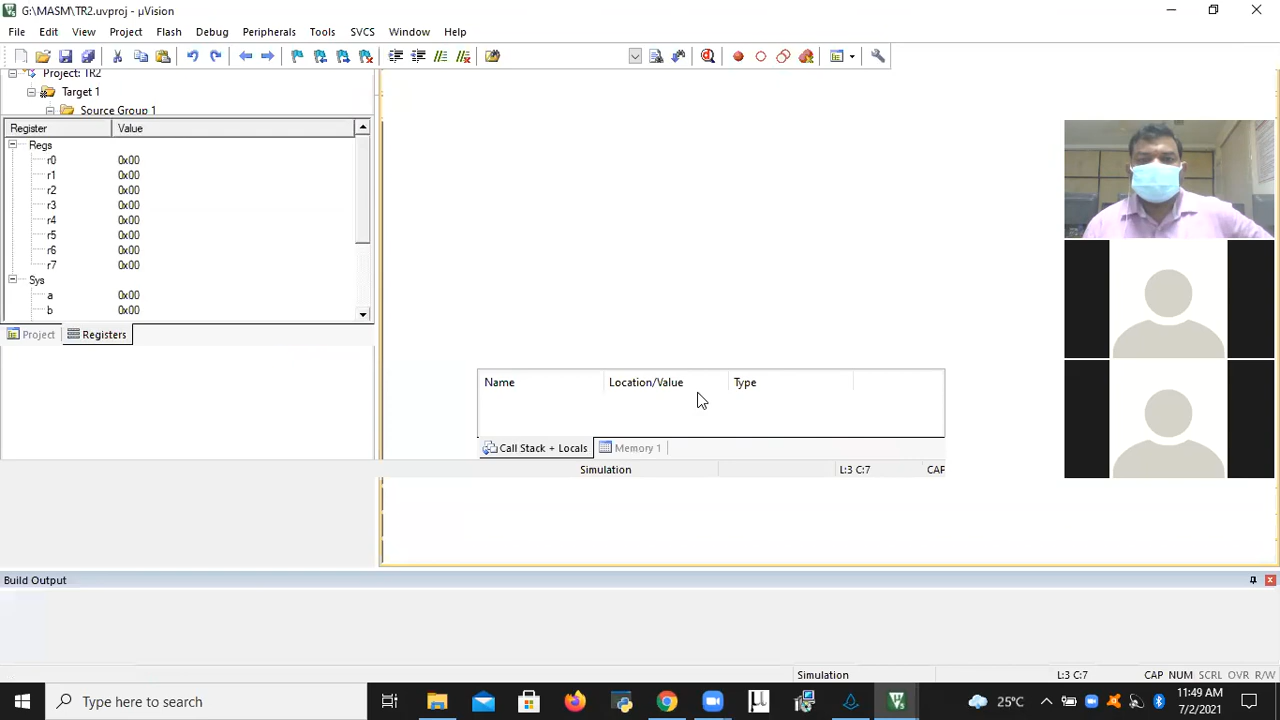 G:\MASM\TR2.uvproj - µVision
File Edit View Project Flash Debug Peripherals Tools SVCS Window Help
Project: TR2
Target 1
Source Group 1
Register Value
Regs
r0 0x00
r1 0x00
r2 0x00
r3 0x00
r4 0x00
r5 0x00
r6 0x00
r7 0x00
Sys
a 0x00
b 0x00
Project Registers
Name Location/Value Type
Call Stack + Locals Memory 1
Simulation L:3 C:7 CAP
Build Output
Simulation L:3 C:7 CAP NUM SCRL OVR R/W
Type here to search
25°C
11:49 AM
7/2/2021